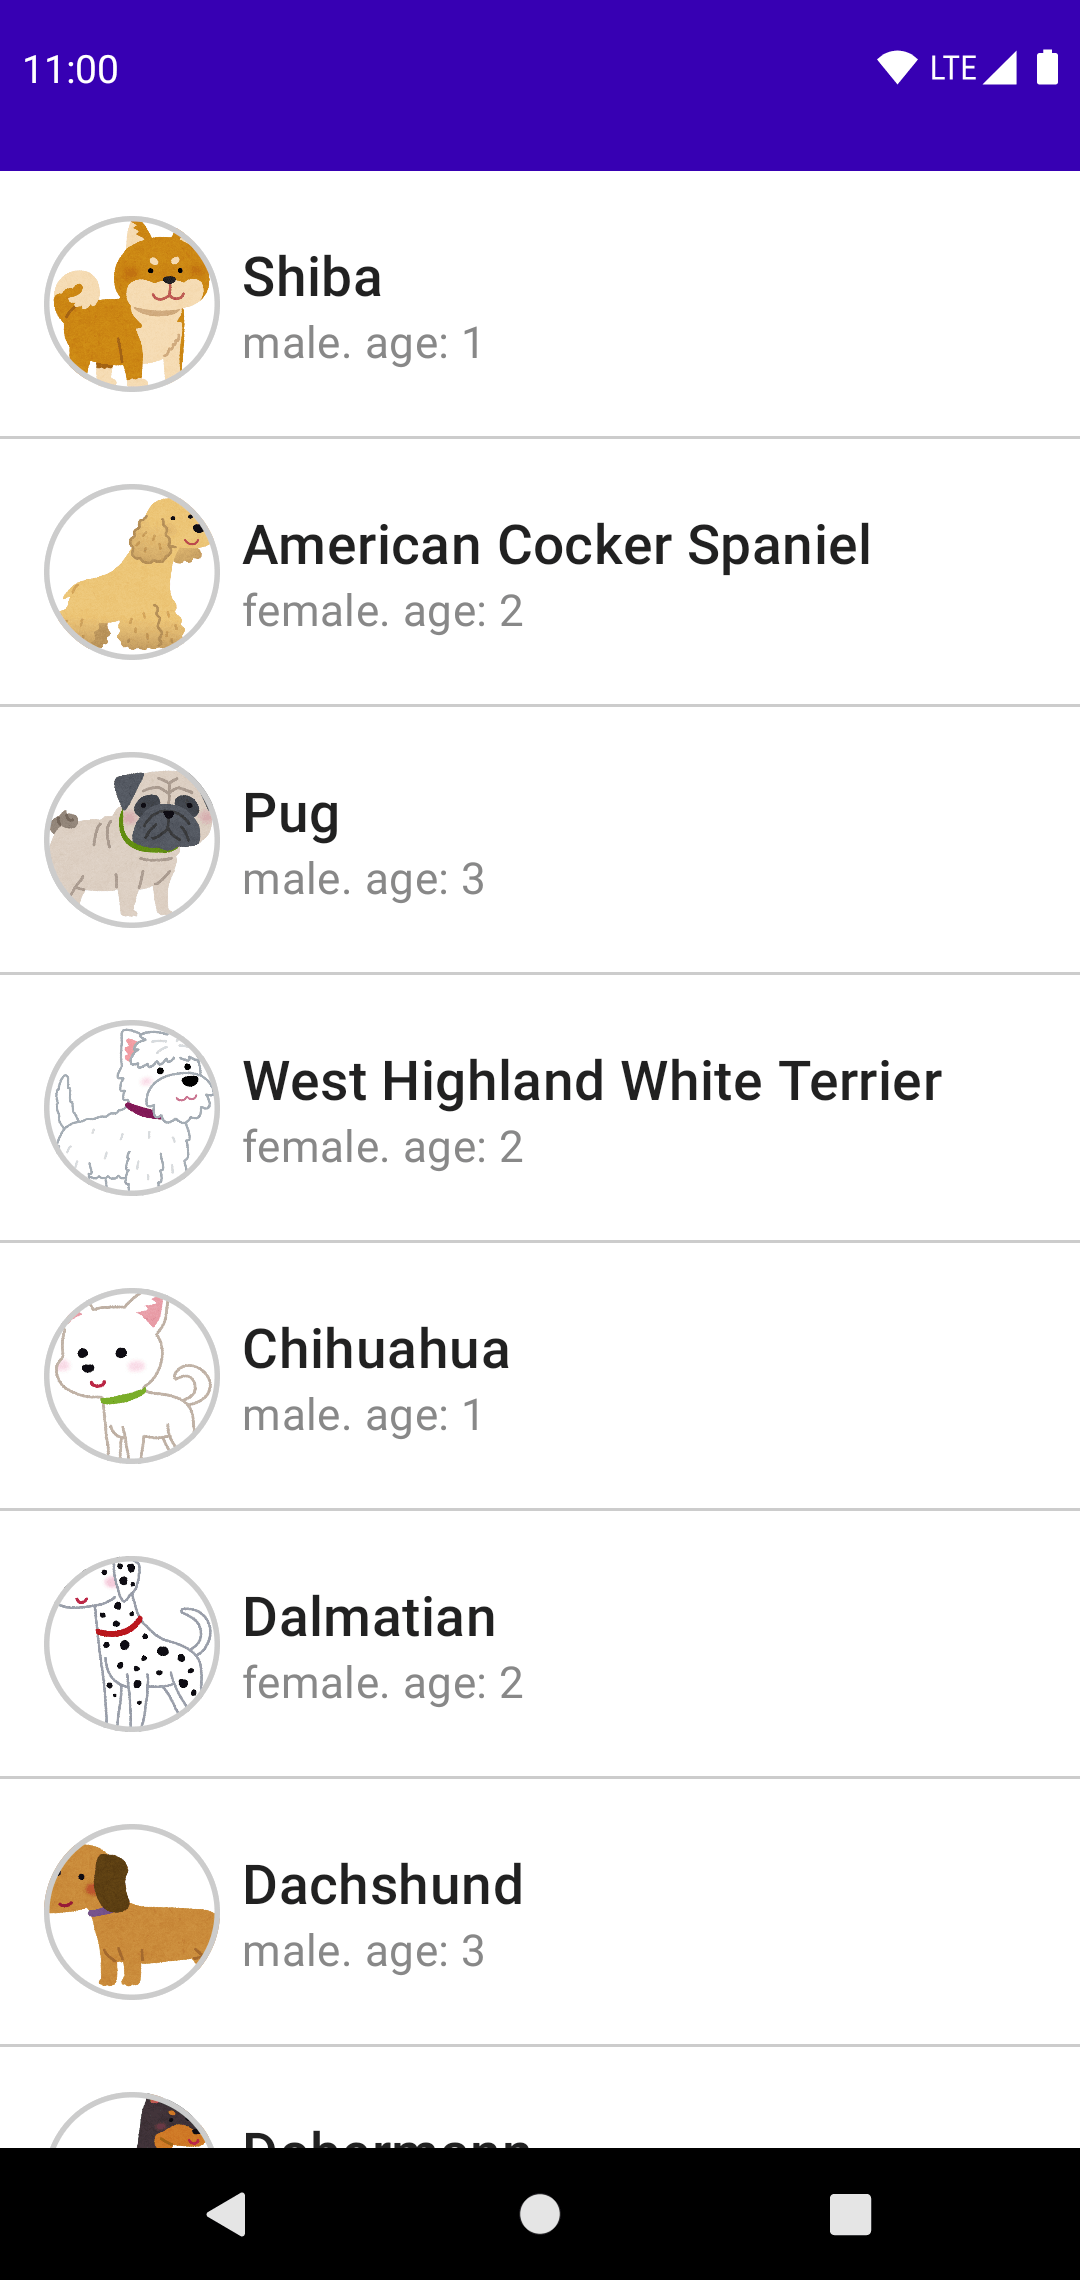 11:00 LTE
Shiba
male. age: 1
American Cocker Spaniel
female. age: 2
Pug
male. age: 3
West Highland White Terrier
female. age: 2
Chihuahua
male. age: 1
Dalmatian
female. age: 2
Dachshund
male. age: 3
Dobermann